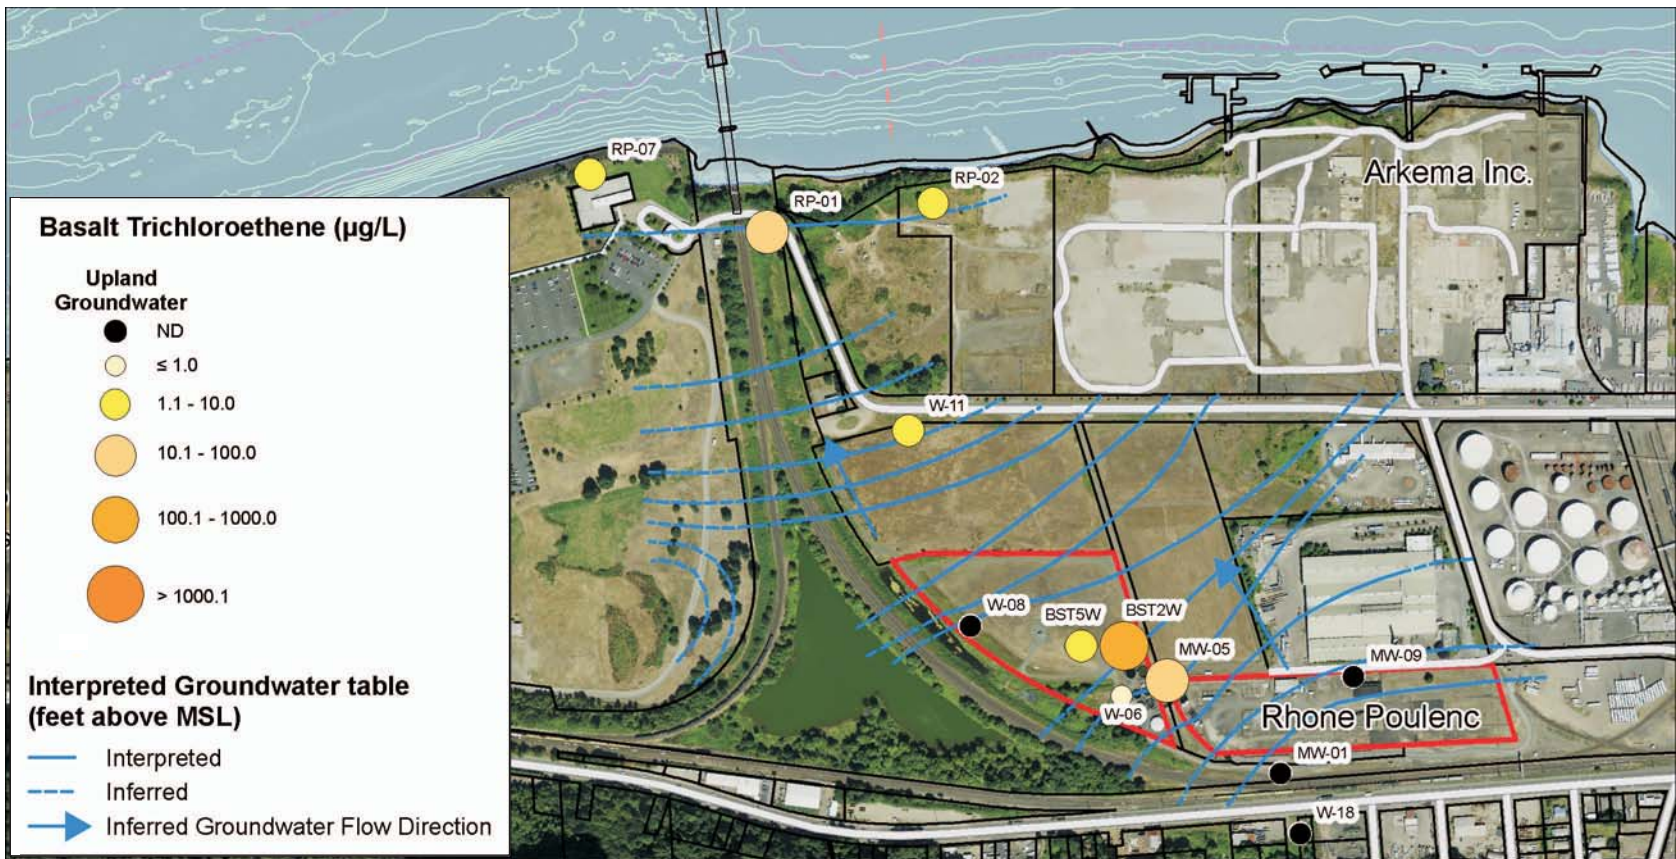 Basalt Trichloroethene (µg/L)
Upland
Groundwater
ND
≤ 1.0
1.1 - 10.0
10.1 - 100.0
100.1 - 1000.0
> 1000.1
Interpreted Groundwater table
(feet above MSL)
Interpreted
Inferred
Inferred Groundwater Flow Direction
RP-07
RP-01
RP-02
Arkema Inc.
W-11
W-08
BST5W
BST2W
MW-05
MW-09
W-06
Rhone Poulenc
MW-01
W-18